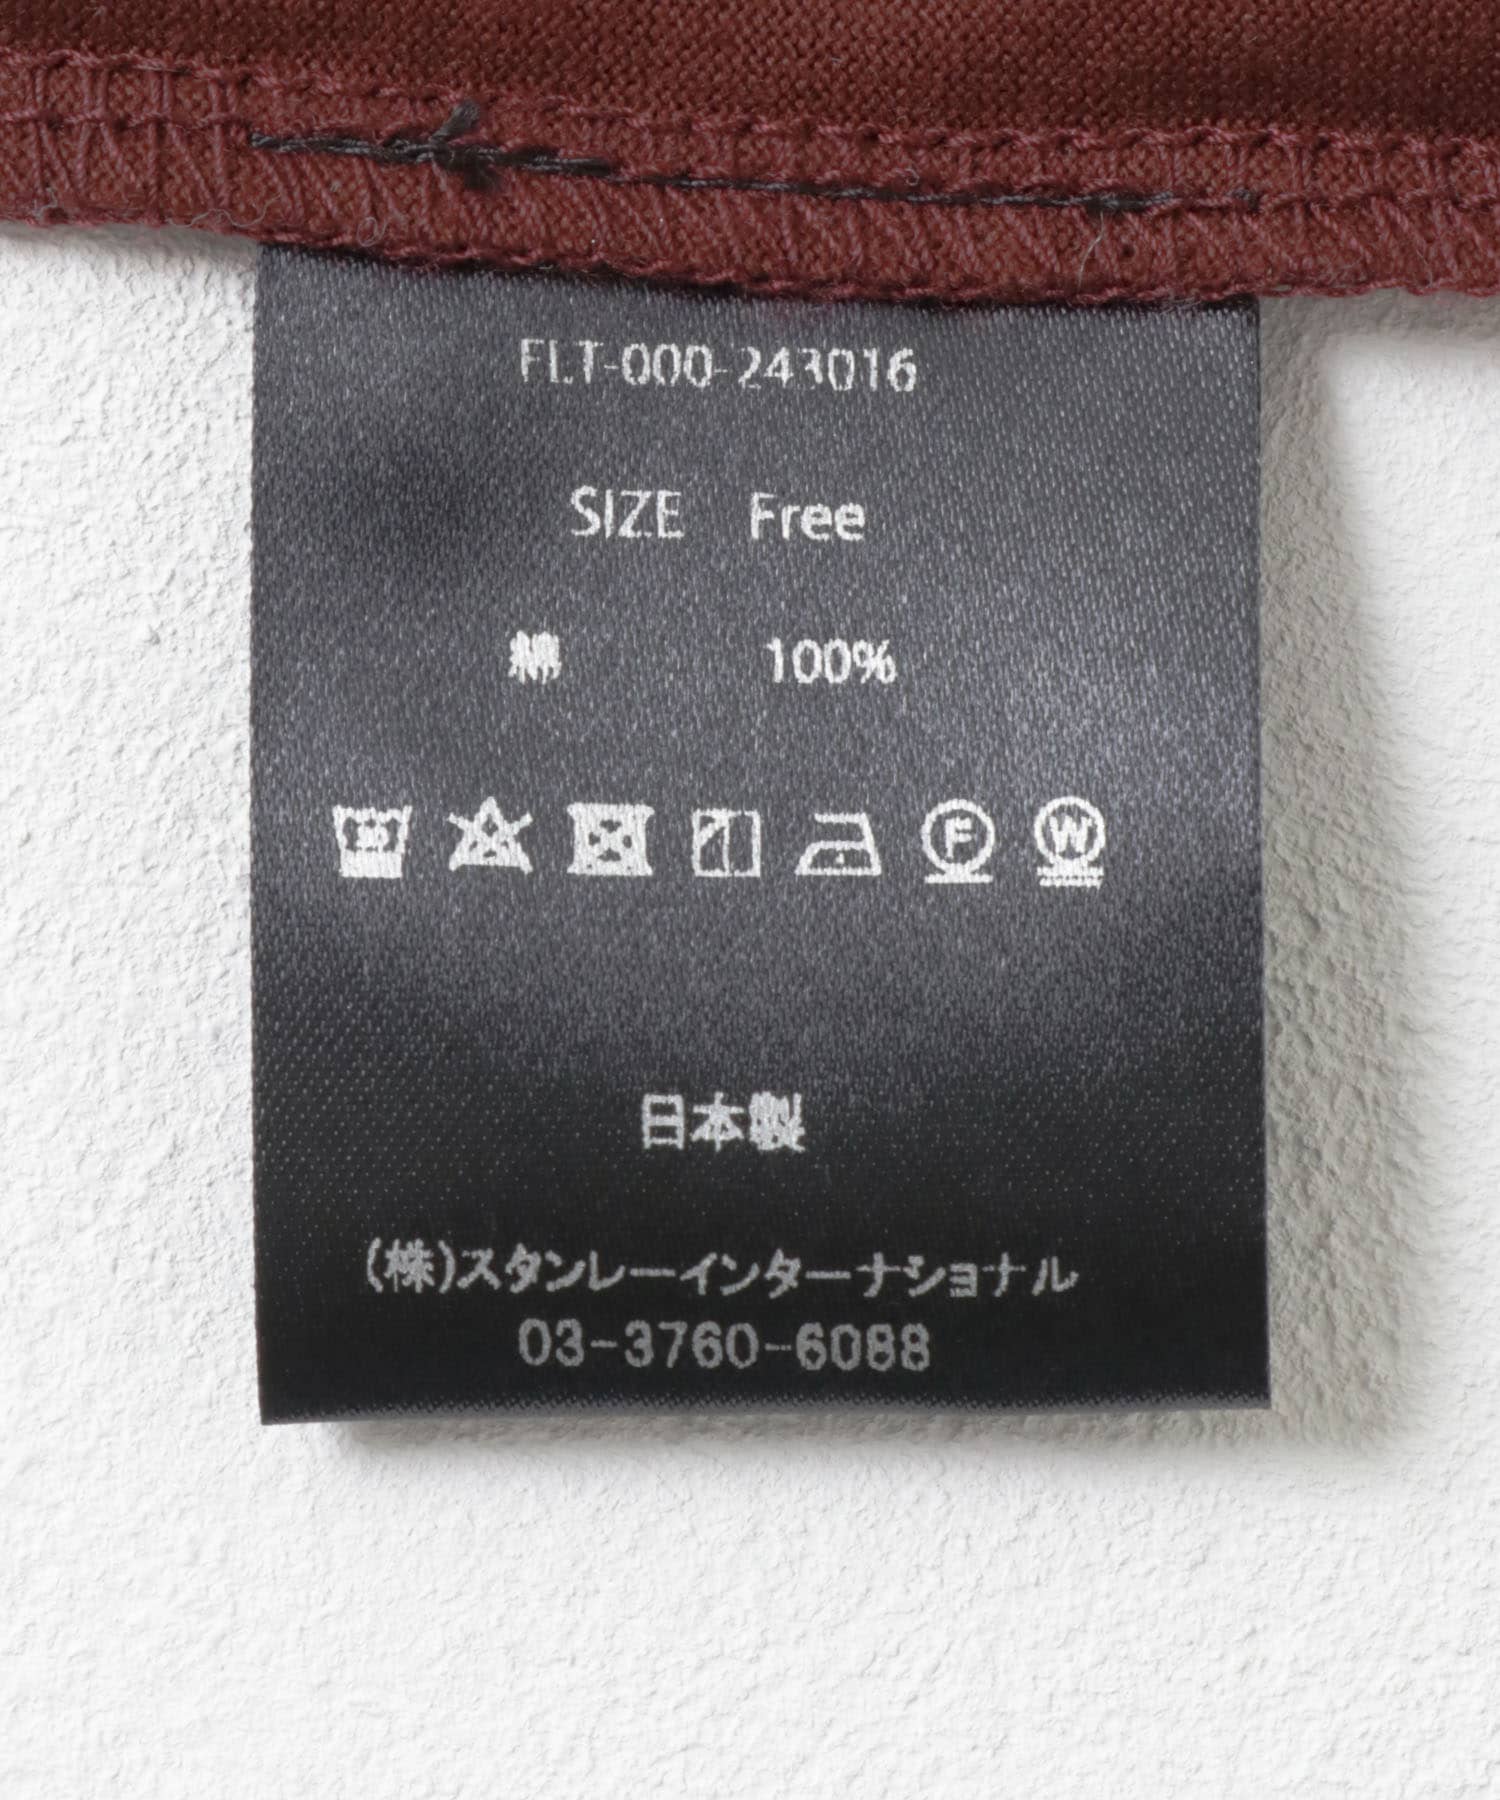 FLT-000-243016
SIZE Free
綿 100%
30
F W
日本製
(株)スタンレーインターナショナル
03-3760-6088